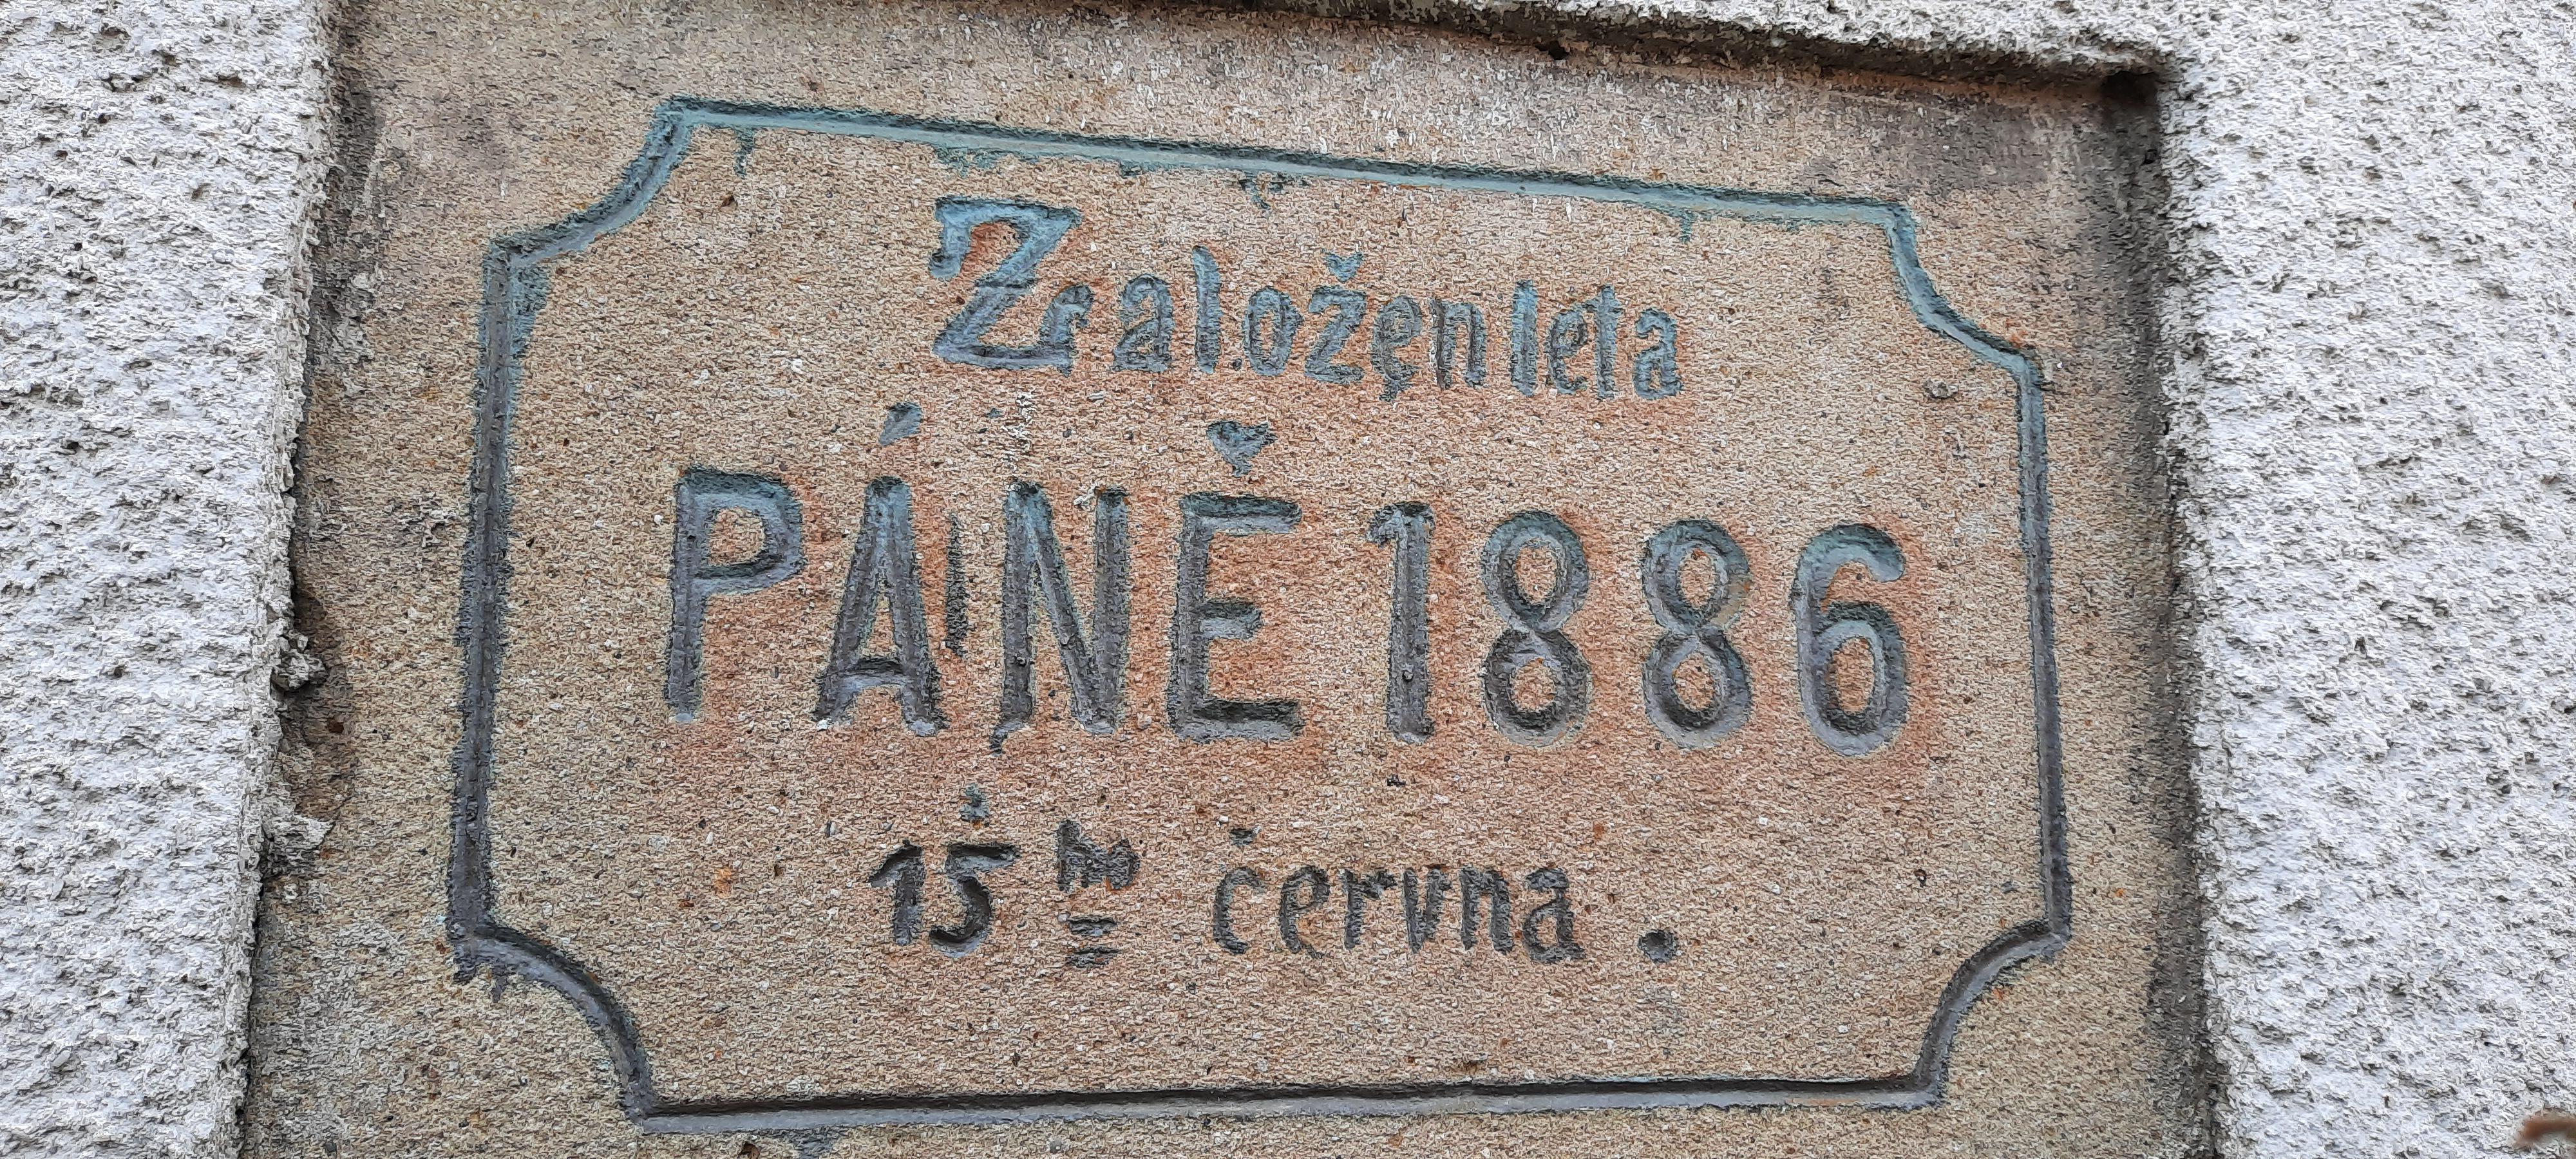 Založen léta
PÁNĚ 1886
15ho června.